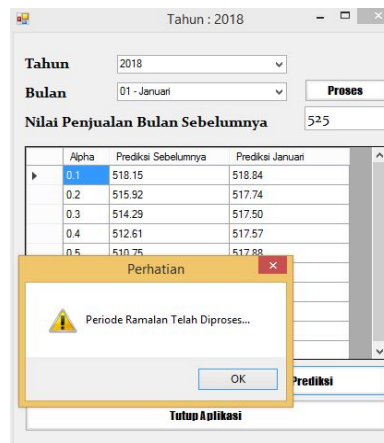 Tahun : 2018
Tahun 2018
Bulan 01 - Januari Proses
Nilai Penjualan Bulan Sebelumnya 525
Alpha Prediksi Sebelumnya Prediksi Januari
0.1 518.15 518.84
0.2 515.92 517.74
0.3 514.29 517.50
0.4 512.61 517.57
0.5 510.75 517.88
Perhatian
Periode Ramalan Telah Diproses...
OK
Prediksi
Tutup Aplikasi